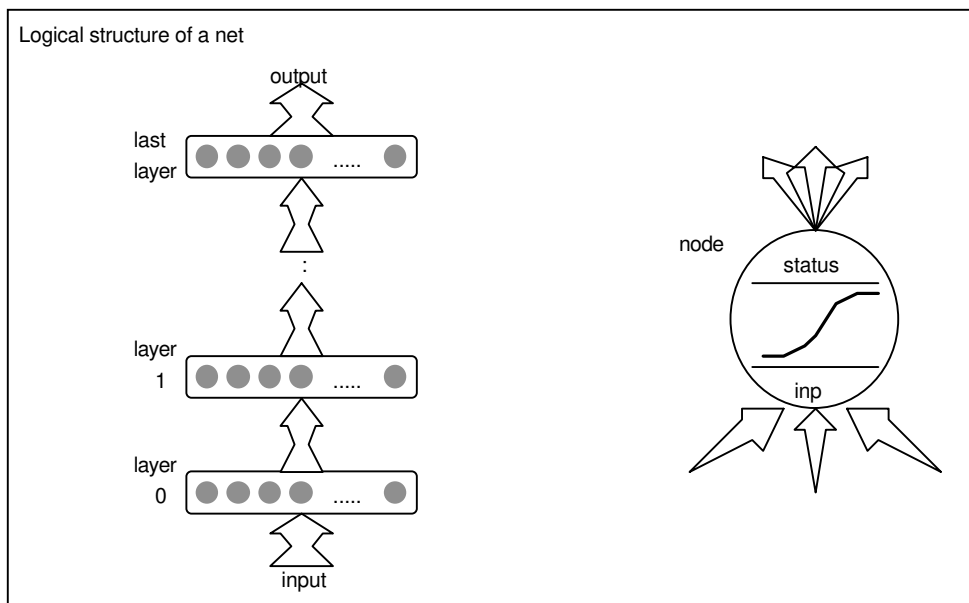 Logical structure of a net
output
last
layer
.....
:
layer
1
.....
layer
0
.....
input
node
status
inp